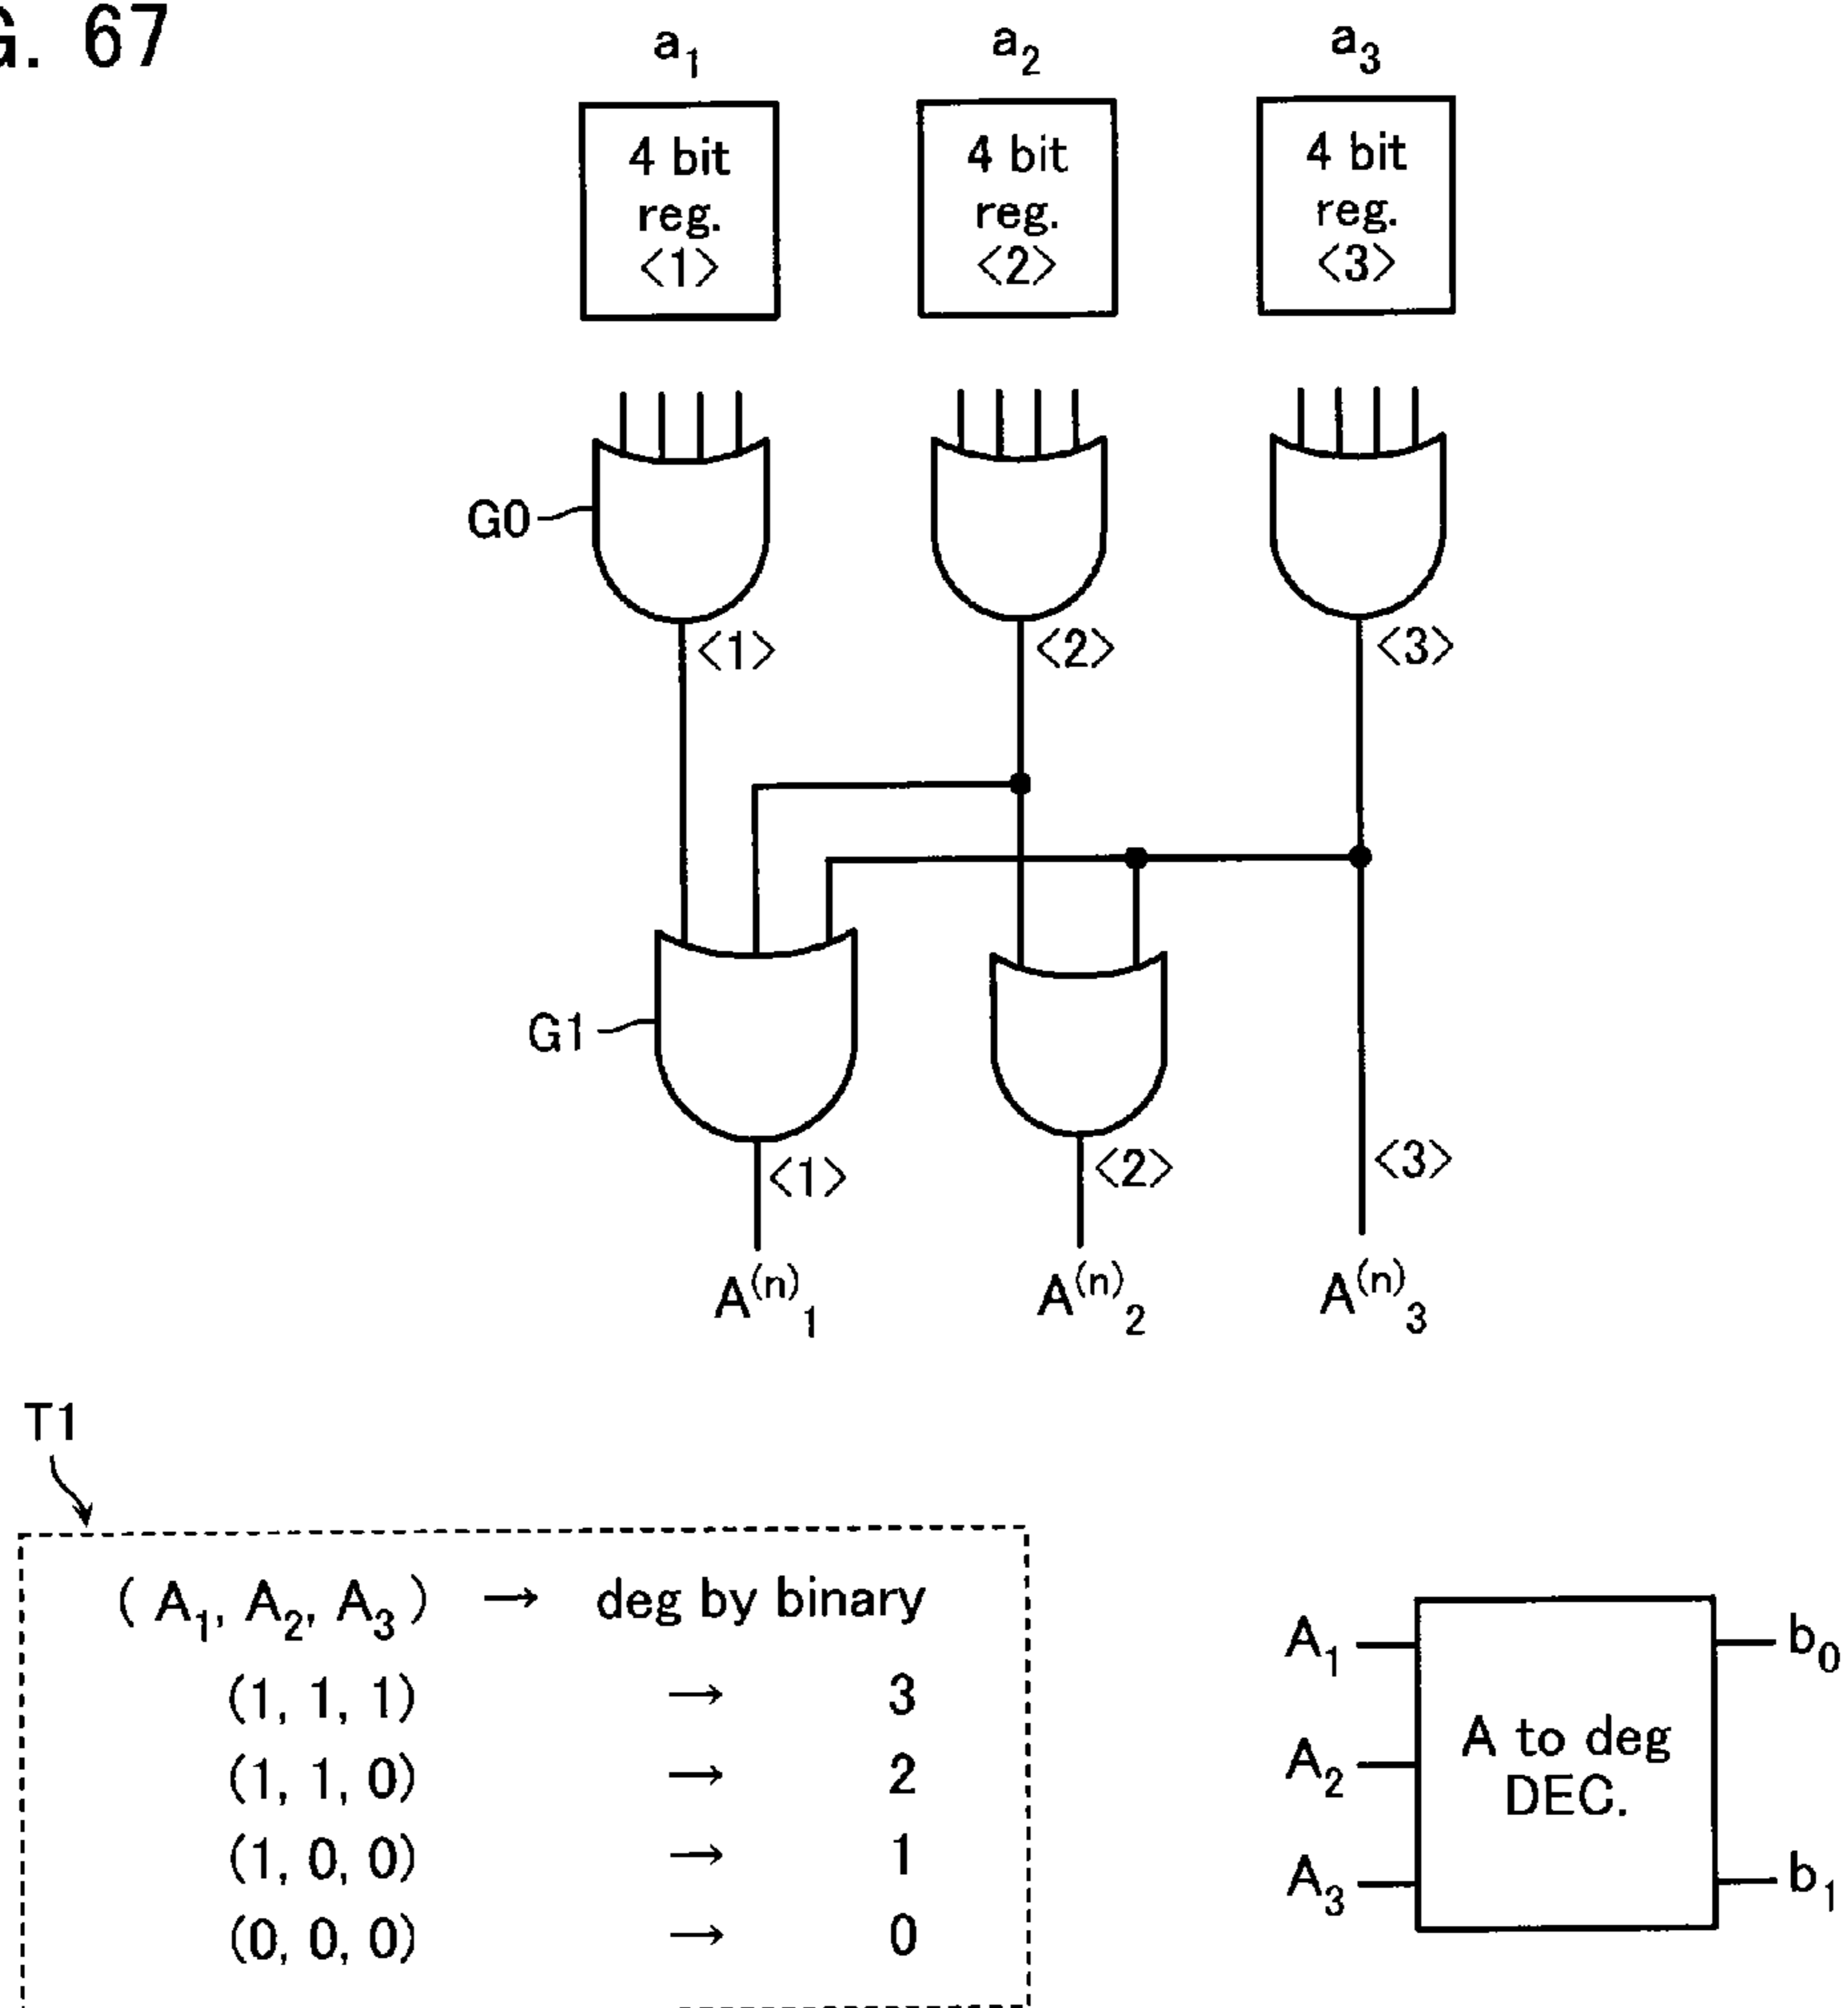 G. 67
a1 a2 a3
4 bit reg. <1>
4 bit reg. <2>
4 bit reg. <3>
G0
<1> <2> <3>
G1
<1> <2> <3>
A(n)1 A(n)2 A(n)3
T1
( A1, A2, A3 ) → deg by binary
(1, 1, 1) → 3
(1, 1, 0) → 2
(1, 0, 0) → 1
(0, 0, 0) → 0
A1
A2
A3
A to deg
DEC.
b0
b1